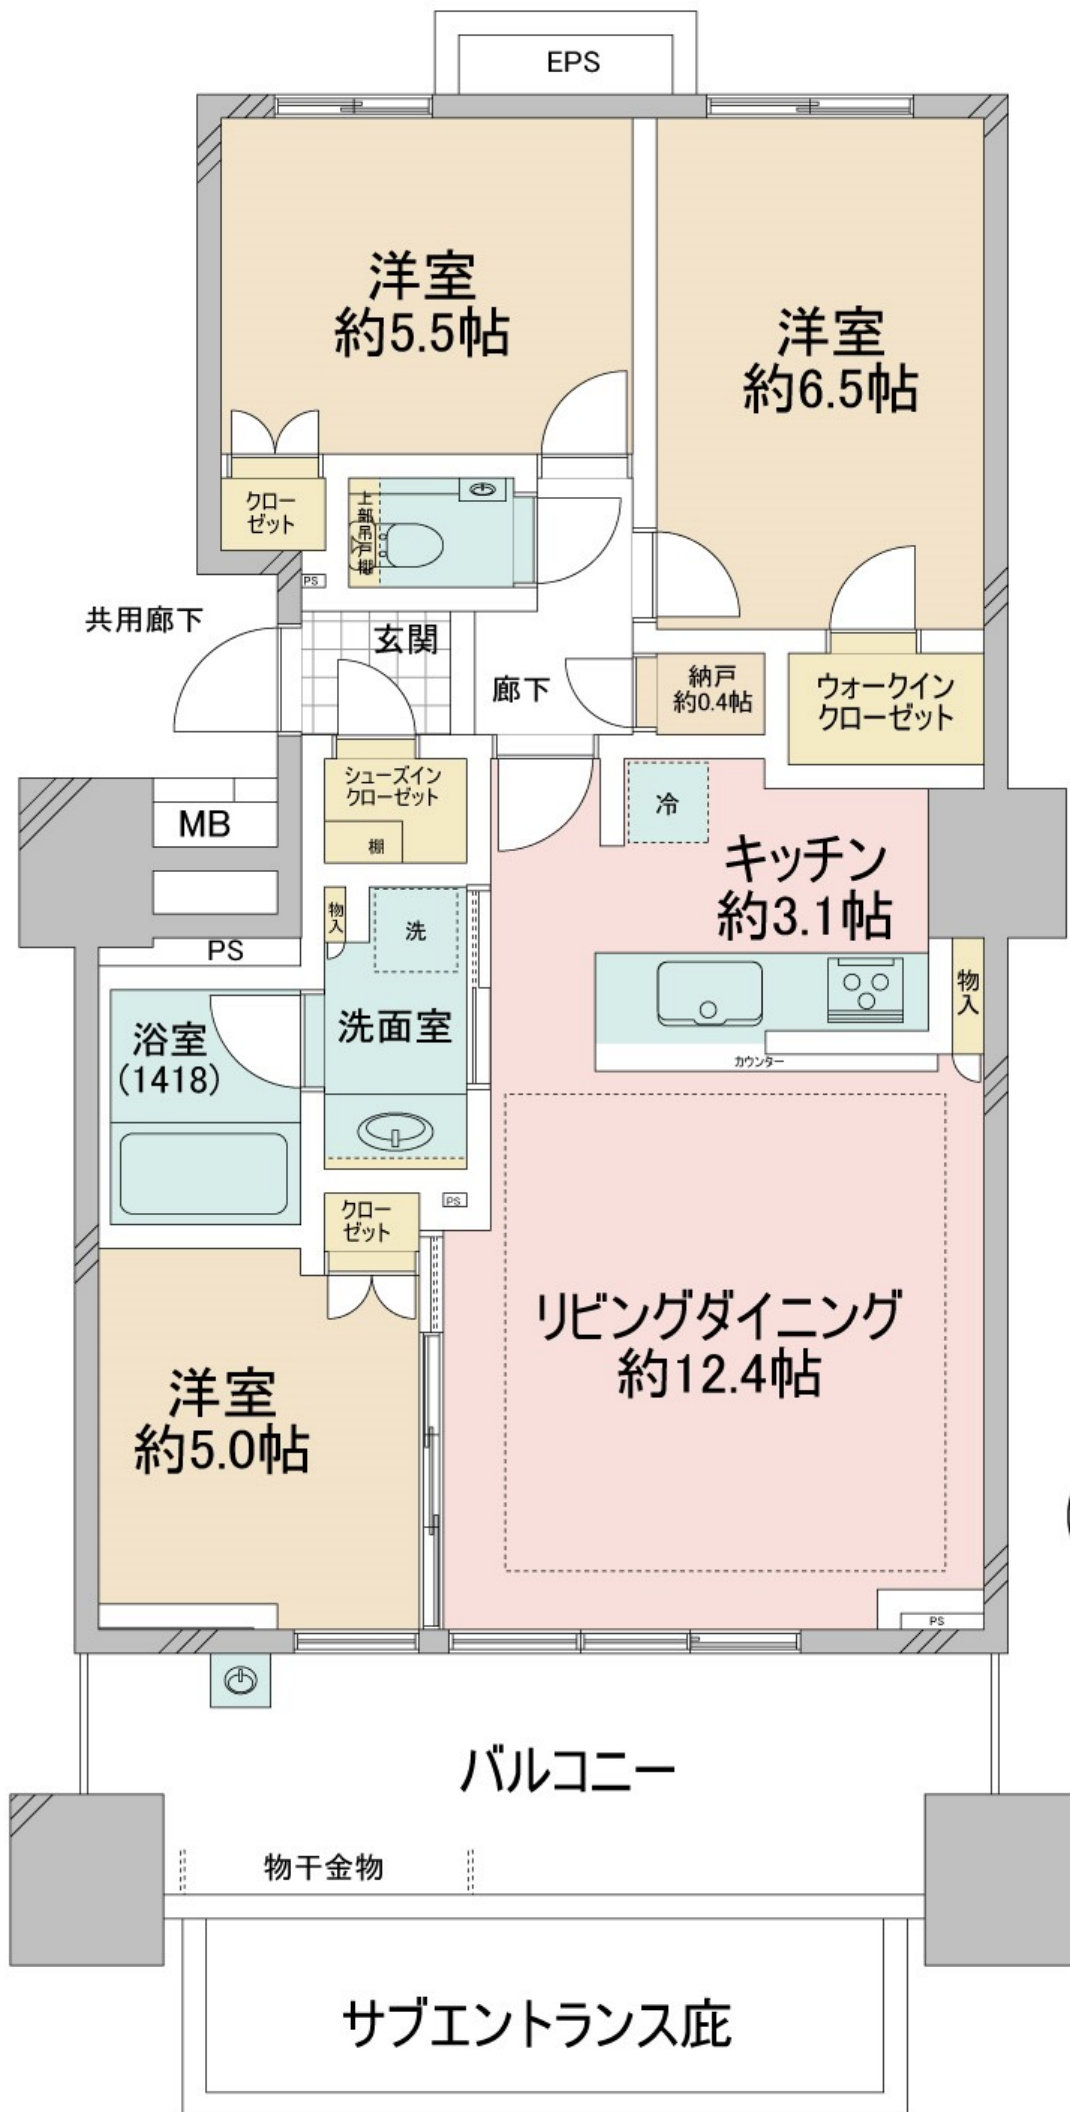 EPS
洋室
約5.5帖
洋室
約6.5帖
クロー
ゼット
上部吊戸棚
PS
共用廊下
玄関
廊下
納戸
約0.4帖
ウォークイン
クローゼット
シューズイン
クローゼット
棚
MB
冷
キッチン
約3.1帖
物入
洗
PS
物入
浴室
(1418)
洗面室
カウンター
PS
クロー
ゼット
リビングダイニング
約12.4帖
洋室
約5.0帖
PS
バルコニー
物干金物
サブエントランス庇